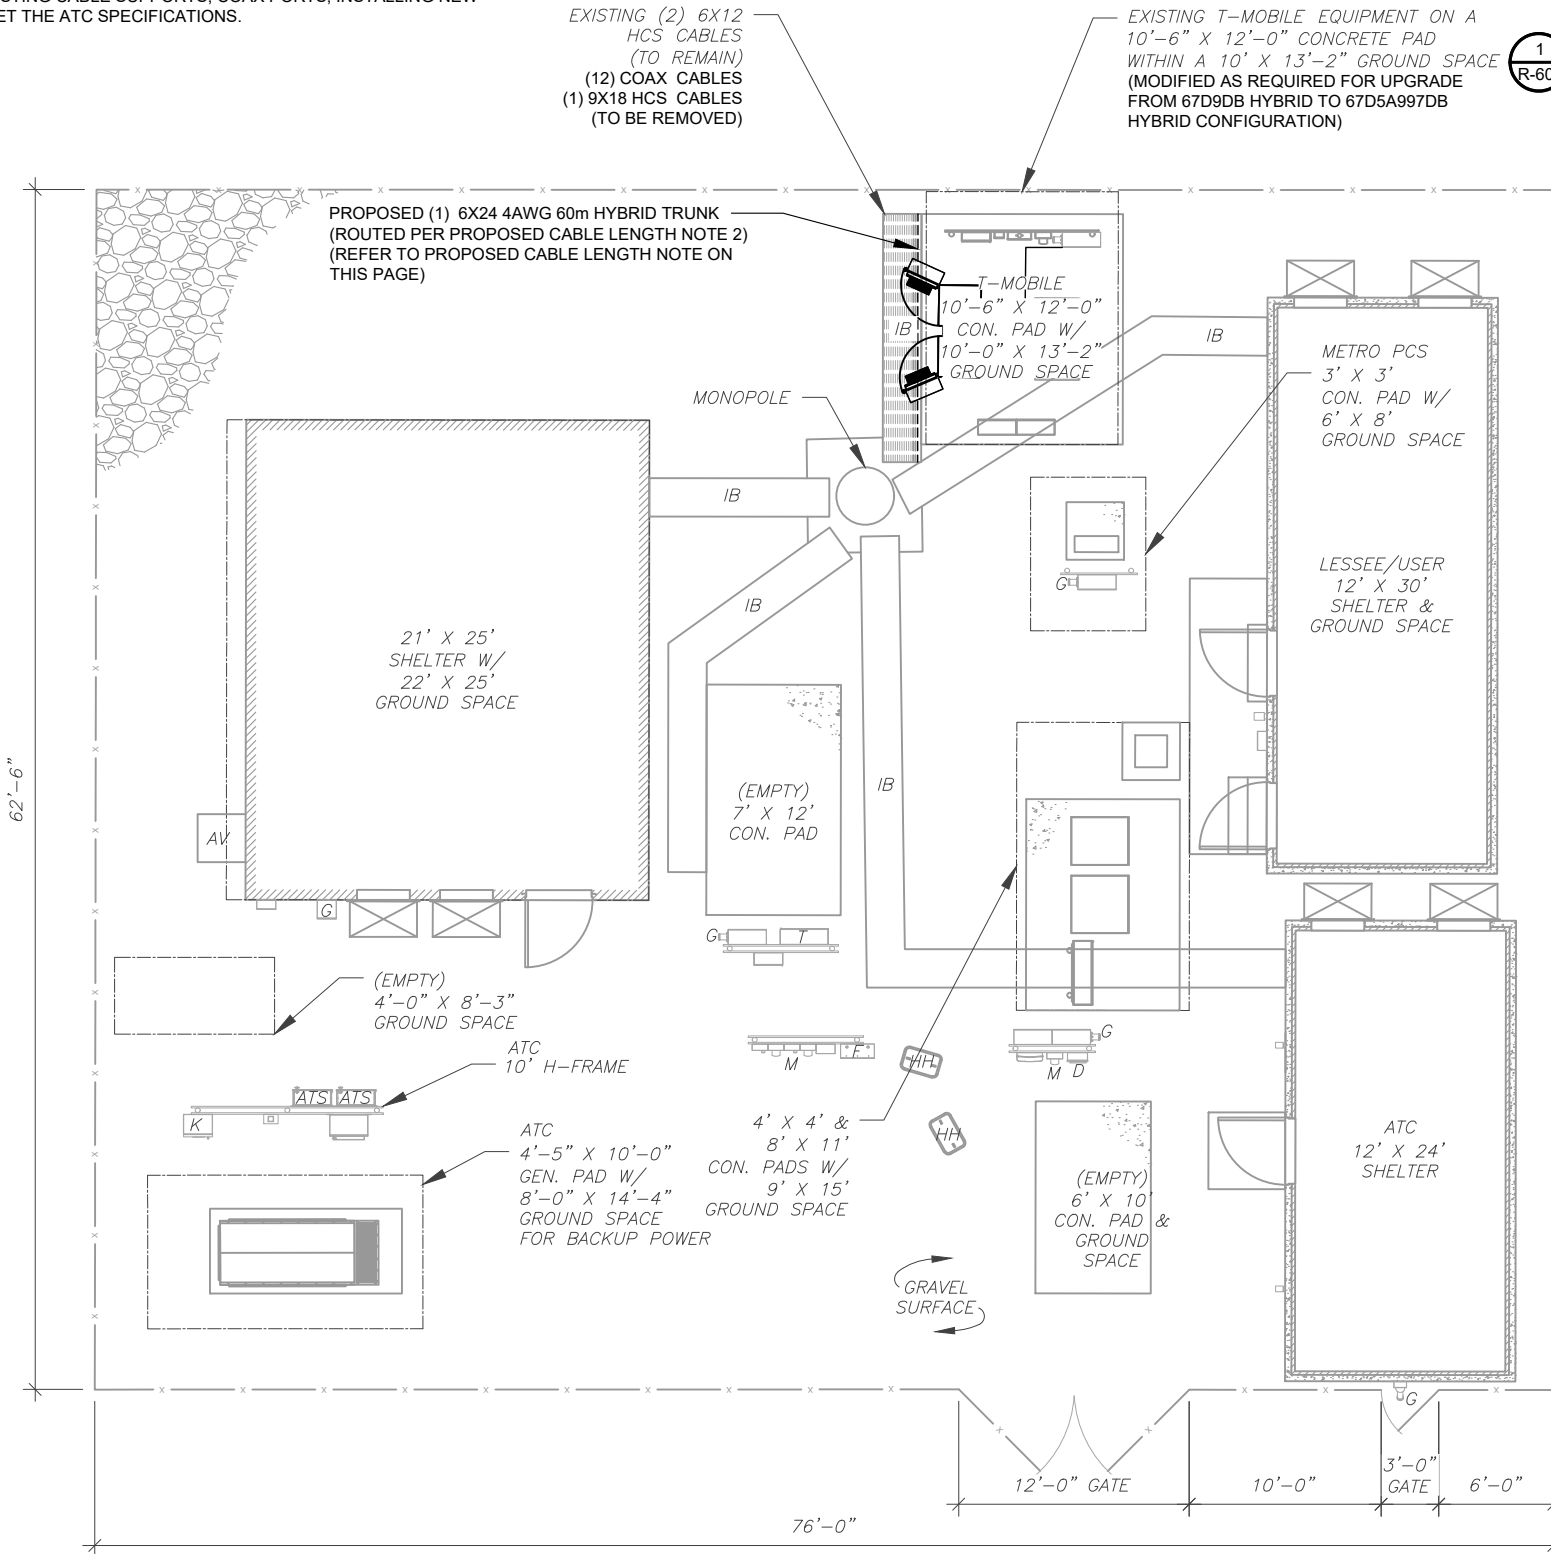 ET THE ATC SPECIFICATIONS.
EXISTING (2) 6X12
HCS CABLES
(TO REMAIN)
(12) COAX CABLES
(1) 9X18 HCS CABLES
(TO BE REMOVED)
EXISTING T-MOBILE EQUIPMENT ON A
10'-6" X 12'-0" CONCRETE PAD
WITHIN A 10' X 13'-2" GROUND SPACE
(MODIFIED AS REQUIRED FOR UPGRADE
FROM 67D9DB HYBRID TO 67D5A997DB
HYBRID CONFIGURATION)
1
R-60
PROPOSED (1) 6X24 4AWG 60m HYBRID TRUNK
(ROUTED PER PROPOSED CABLE LENGTH NOTE 2)
(REFER TO PROPOSED CABLE LENGTH NOTE ON
THIS PAGE)
T-MOBILE
10'-6" X 12'-0"
CON. PAD W/
10'-0" X 13'-2"
GROUND SPACE
IB
IB
METRO PCS
3' X 3'
CON. PAD W/
6' X 8'
GROUND SPACE
MONOPOLE
IB
G
LESSEE/USER
12' X 30'
SHELTER &
GROUND SPACE
IB
21' X 25'
SHELTER W/
22' X 25'
GROUND SPACE
62'-6"
(EMPTY)
7' X 12'
CON. PAD
IB
AV
G
G
T
(EMPTY)
4'-0" X 8'-3"
GROUND SPACE
ATC
10' H-FRAME
M
F
HH
G
M
D
ATS
ATS
K
HH
ATC
4'-5" X 10'-0"
GEN. PAD W/
8'-0" X 14'-4"
GROUND SPACE
FOR BACKUP POWER
4' X 4' &
8' X 11'
CON. PADS W/
9' X 15'
GROUND SPACE
(EMPTY)
6' X 10'
CON. PAD &
GROUND
SPACE
ATC
12' X 24'
SHELTER
GRAVEL
SURFACE
G
12'-0" GATE
10'-0"
3'-0"
GATE
6'-0"
76'-0"